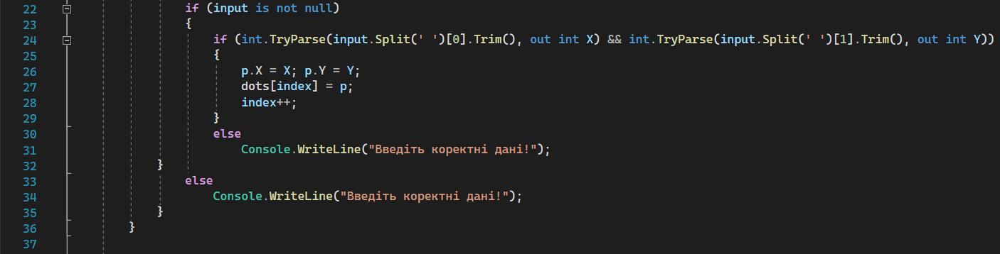 22 if (input is not null)
23 {
24 if (int.TryParse(input.Split(' ')[0].Trim(), out int X) && int.TryParse(input.Split(' ')[1].Trim(), out int Y))
25 {
26 p.X = X; p.Y = Y;
27 dots[index] = p;
28 index++;
29 }
30 else
31 Console.WriteLine("Введіть коректні дані!");
32 }
33 else
34 Console.WriteLine("Введіть коректні дані!");
35 }
36 }
37